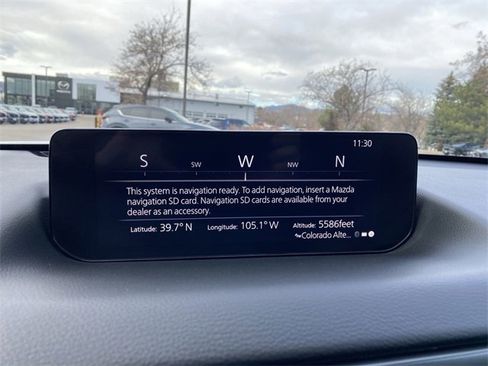 11:30
S SW W NW N
This system is navigation ready. To add navigation, insert a Mazda
navigation SD card. Navigation SD cards are available from your
dealer as an accessory.
Latitude: 39.7° N Longitude: 105.1° W Altitude: 5586feet
Colorado Alte...